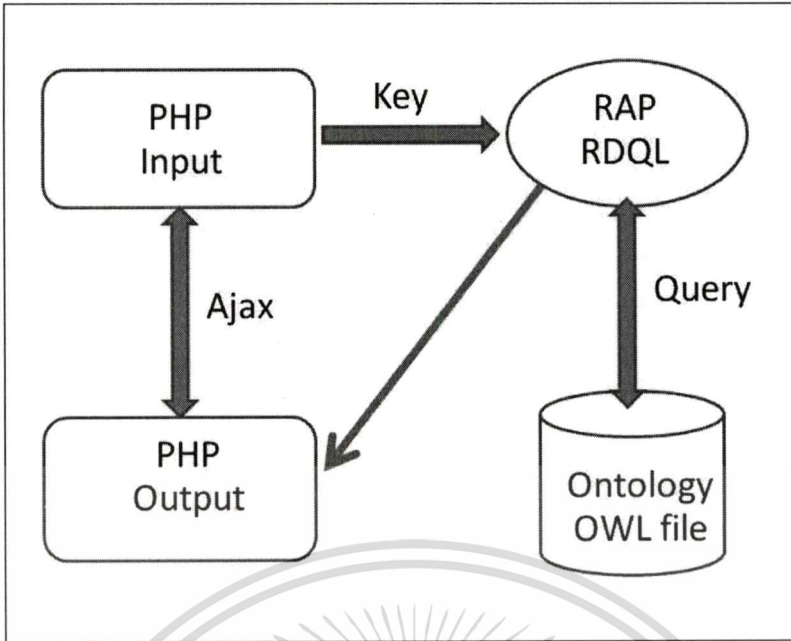 PHP
Input
Key
RAP
RDQL
Ajax
Query
PHP
Output
Ontology
OWL file